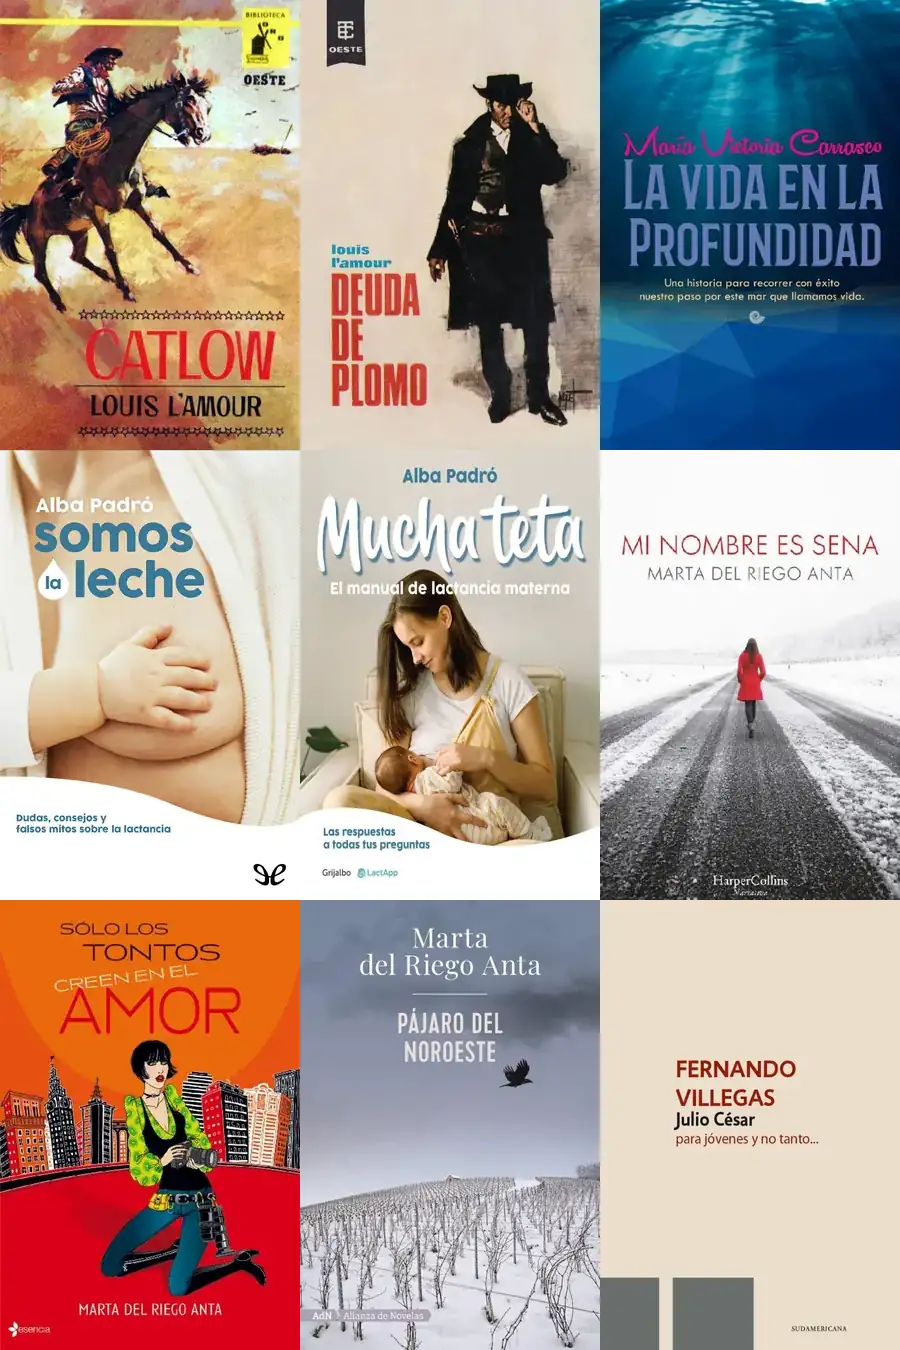 BIBLIOTECA
ORO
OESTE
CATLOW
LOUIS L'AMOUR
TE
OESTE
louis
l'amour
DEUDA
DE
PLOMO
María Victoria Carrasco
LA VIDA EN LA
PROFUNDIDAD
Una historia para recorrer con éxito
nuestro paso por este mar que llamamos vida.
Alba Padró
somos
la leche
Dudas, consejos y
falsos mitos sobre la lactancia
Alba Padró
Mucha teta
El manual de lactancia materna
Las respuestas
a todas tus preguntas
Grijalbo LactApp
MI NOMBRE ES SENA
MARTA DEL RIEGO ANTA
HarperCollins
Narrativa
SÓLO LOS
TONTOS
CREEN EN EL
AMOR
MARTA DEL RIEGO ANTA
esencia
Marta
del Riego Anta
PÁJARO DEL
NOROESTE
AdN Alianza de Novelas
FERNANDO
VILLEGAS
Julio César
para jóvenes y no tanto...
SUDAMERICANA